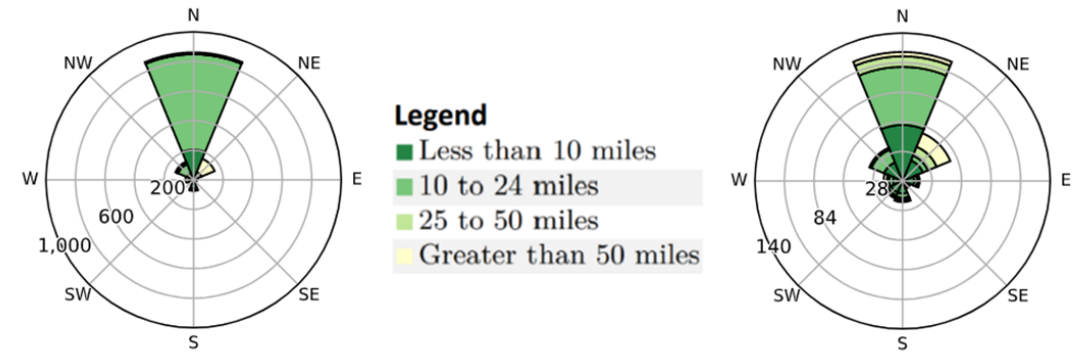 N
NW
NE
W
E
200
600
1,000
SW
SE
S
Legend
Less than 10 miles
10 to 24 miles
25 to 50 miles
Greater than 50 miles
N
NW
NE
W
E
28
84
140
SW
SE
S